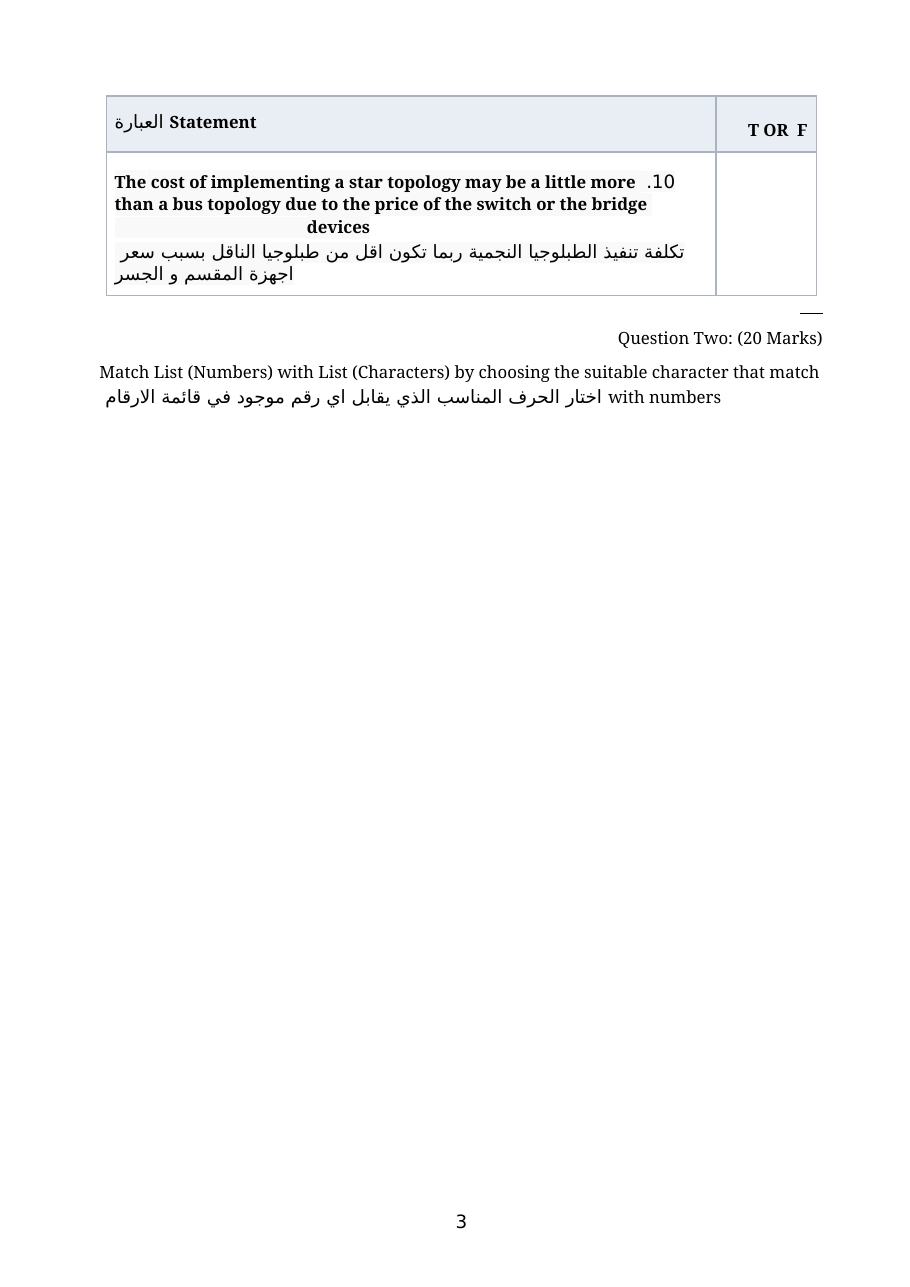 العبارة Statement
T OR F
10. The cost of implementing a star topology may be a little more
than a bus topology due to the price of the switch or the bridge
devices
تكلفة تنفيذ الطبلوجيا النجمية ربما تكون اقل من طبلوجيا الناقل بسبب سعر
اجهزة المقسم و الجسر
Question Two: (20 Marks)
Match List (Numbers) with List (Characters) by choosing the suitable character that match
with numbers اختار الحرف المناسب الذي يقابل اي رقم موجود في قائمة الارقام
3